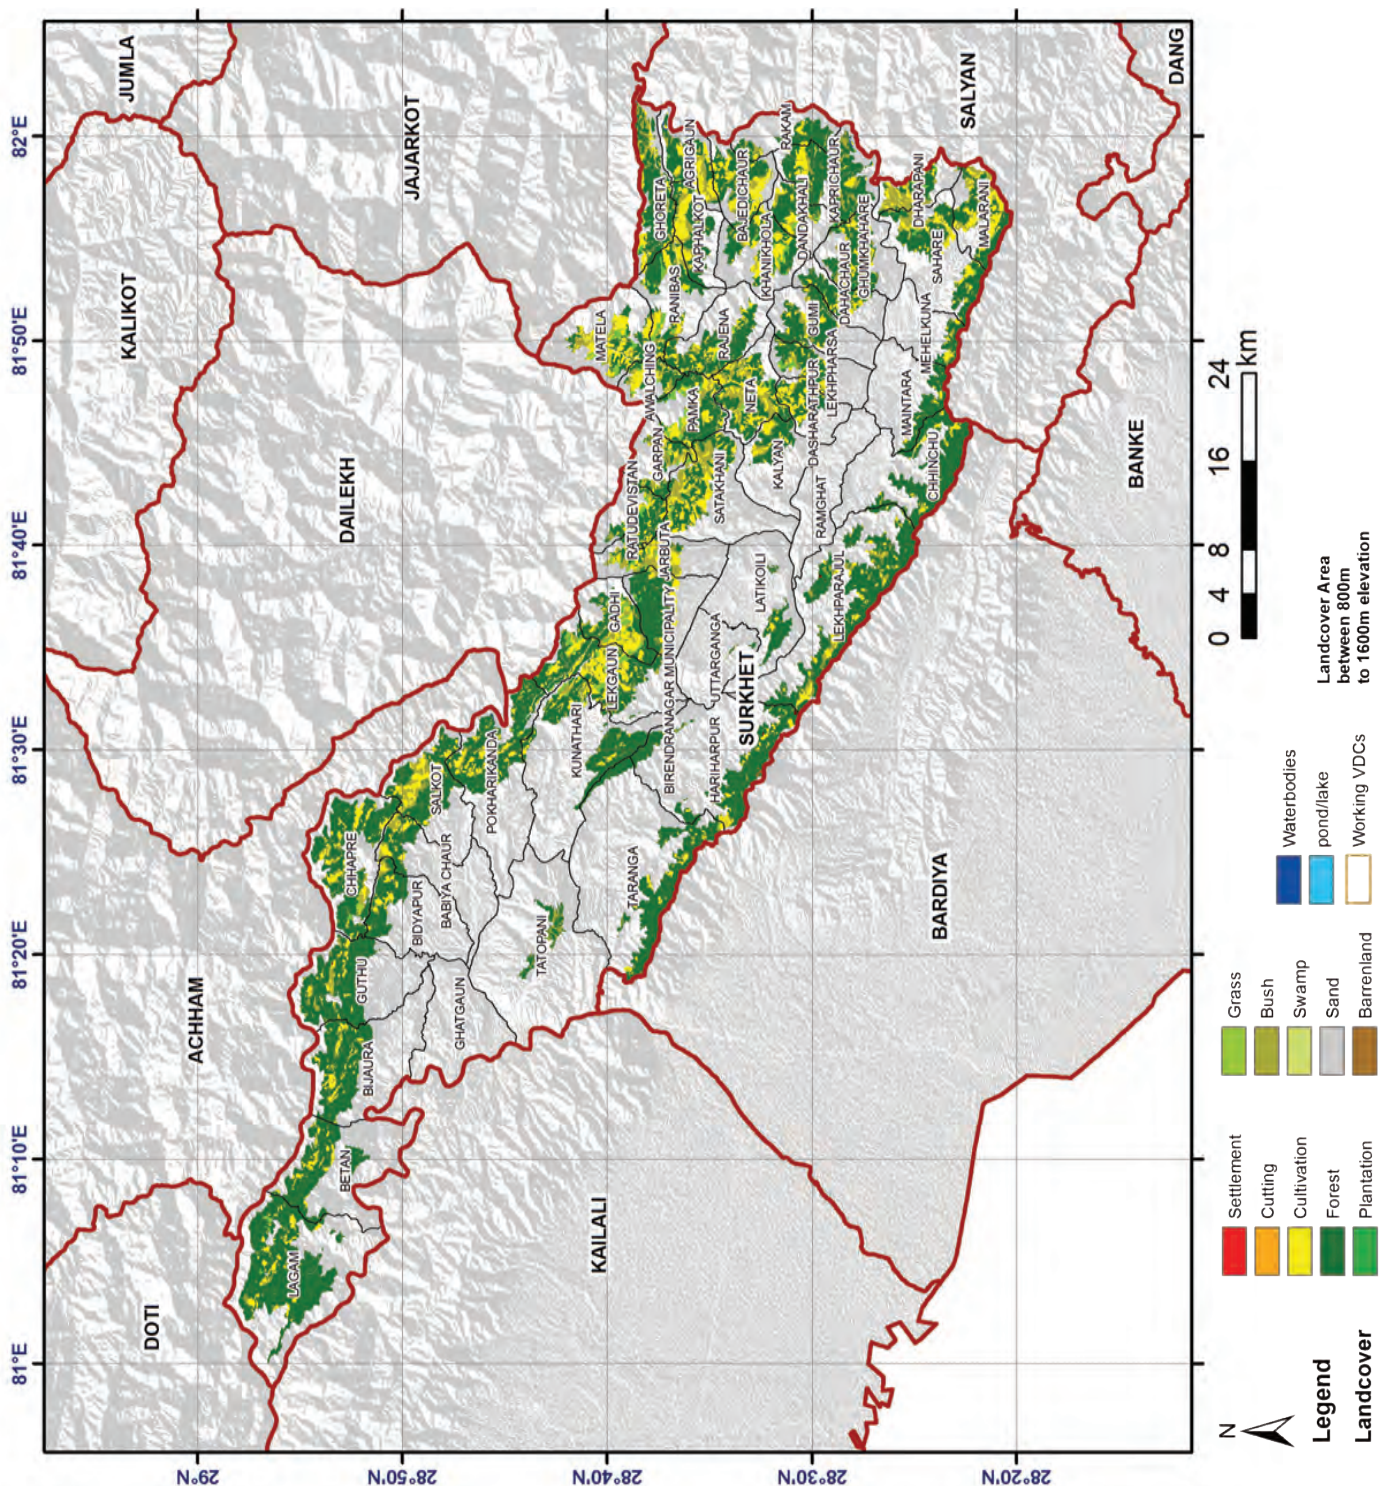 82°E
81°50'E
81°40'E
81°30'E
81°20'E
81°10'E
81°E
29°N
28°50'N
28°40'N
28°30'N
28°20'N
JUMLA
KALIKOT
JAJARKOT
DAILEKH
ACHHAM
DOTI
KAILALI
BARDIYA
BANKE
SALYAN
DANG
SURKHET
LAGAM
BETAN
BIJAURA
GUTHU
CHHAPRE
BIDYAPUR
BABIYA CHAUR
GHATGAUN
SALKOT
POKHARIKANDA
TATOPANI
TARANGA
KUNATHARI
LEKGAUN
GADHI
HARIHARPUR
BIRENDRANAGAR MUNICIPALITY
UTTARGANGA
LATIKOILI
JARBUTA
RATUDEVISTAN
GARPAN
SATAKHANI
LEKHPARAJUL
RAMGHAT
KALYAN
DASHARATHPUR
LEKHPHARSA
CHHINCHU
MAINTARA
MEHELKUNA
NETA
PAMKA
AWALCHING
MATELA
RANIBAS
RAJENA
GUMI
DAHACHAUR
GHUMKHAHARE
GHORETA
KAPHALKOT
AGRIGAUN
BAJEDICHAUR
KHANIKHOLA
DANDAKHALI
RAKAM
KAPRICHAUR
DHARAPANI
SAHARE
MALARANI
0 4 8 16 24
km
N
Legend
Landcover
Settlement
Cutting
Cultivation
Forest
Plantation
Grass
Bush
Swamp
Sand
Barrenland
Waterbodies
pond/lake
Working VDCs
Landcover Area
between 800m
to 1600m elevation